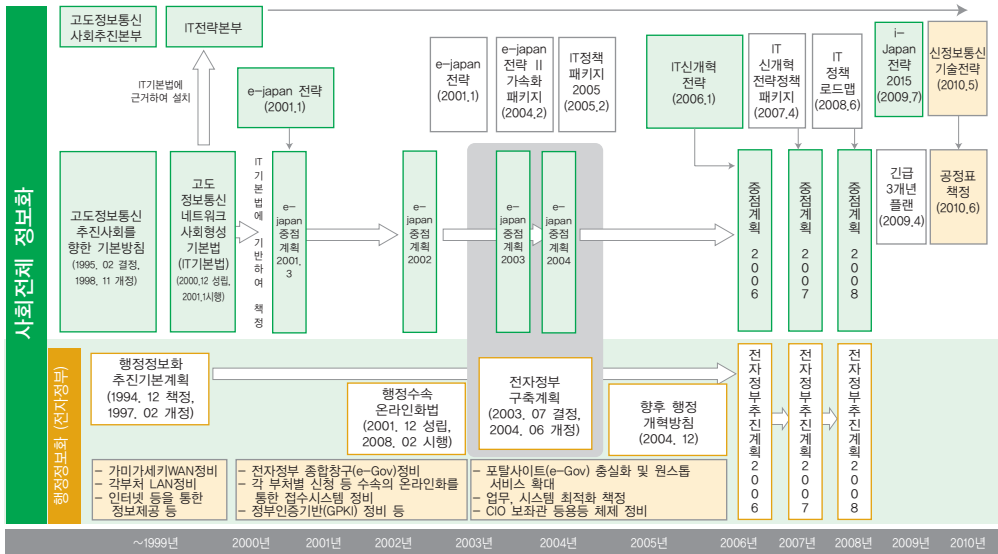 고도정보통신
사회추진본부
IT전략본부
IT기본법에
근거하여 설치
e-japan 전략
(2001.1)
e-japan
전략
(2001.1)
e-japan
전략 Ⅱ
가속화
패키지
(2004.2)
IT정책
패키지
2005
(2005.2)
IT신개혁
전략
(2006.1)
IT
신개혁
전략정책
패키지
(2007.4)
IT
정책
로드맵
(2008.6)
i-
Japan
전략
2015
(2009.7)
신정보통신
기술전략
(2010.5)
사회전체 정보화
고도정보통신
추진사회를
향한 기본방침
(1995. 02 결정,
1998. 11 개정)
고도
정보통신
네트워크
사회형성
기본법
(IT기본법)
(2000.12 성립,
2001.1시행)
IT기본법에 기반하여 책정
e-
japan
중점
계획
2001.
3
e-
japan
중점
계획
2002
e-
japan
중점
계획
2003
e-
japan
중점
계획
2004
중점계획 2006
중점계획 2007
중점계획 2008
긴급
3개년
플랜
(2009.4)
공정표
책정
(2010.6)
행정정보화 (전자정부)
행정정보화
추진기본계획
(1994. 12 책정,
1997. 02 개정)
행정수속
온라인화법
(2001. 12 성립,
2008. 02 시행)
전자정부
구축계획
(2003. 07 결정,
2004. 06 개정)
향후 행정
개혁방침
(2004. 12)
전자정부추진계획2006
전자정부추진계획2007
전자정부추진계획2008
- 가미가세키WAN정비
- 각부처 LAN정비
- 인터넷 등을 통한
정보제공 등
- 전자정부 종합창구(e-Gov)정비
- 각 부처별 신청 등 수속의 온라인화를
통한 접수시스템 정비
- 정부인증기반(GPKI) 정비 등
- 포탈사이트(e-Gov) 충실화 및 원스톱
서비스 확대
- 업무, 시스템 최적화 책정
- CIO 보좌관 등용등 체제 정비
~1999년
2000년
2001년
2002년
2003년
2004년
2005년
2006년
2007년
2008년
2009년
2010년